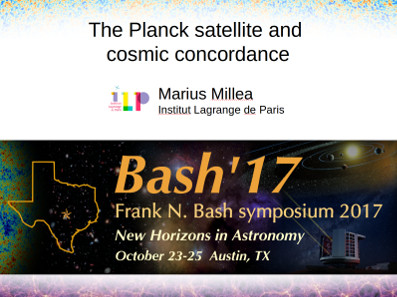 The Planck satellite and
cosmic concordance
ILP
Marius Millea
Institut Lagrange de Paris
Bash'17
Frank N. Bash symposium 2017
New Horizons in Astronomy
October 23-25 Austin, TX